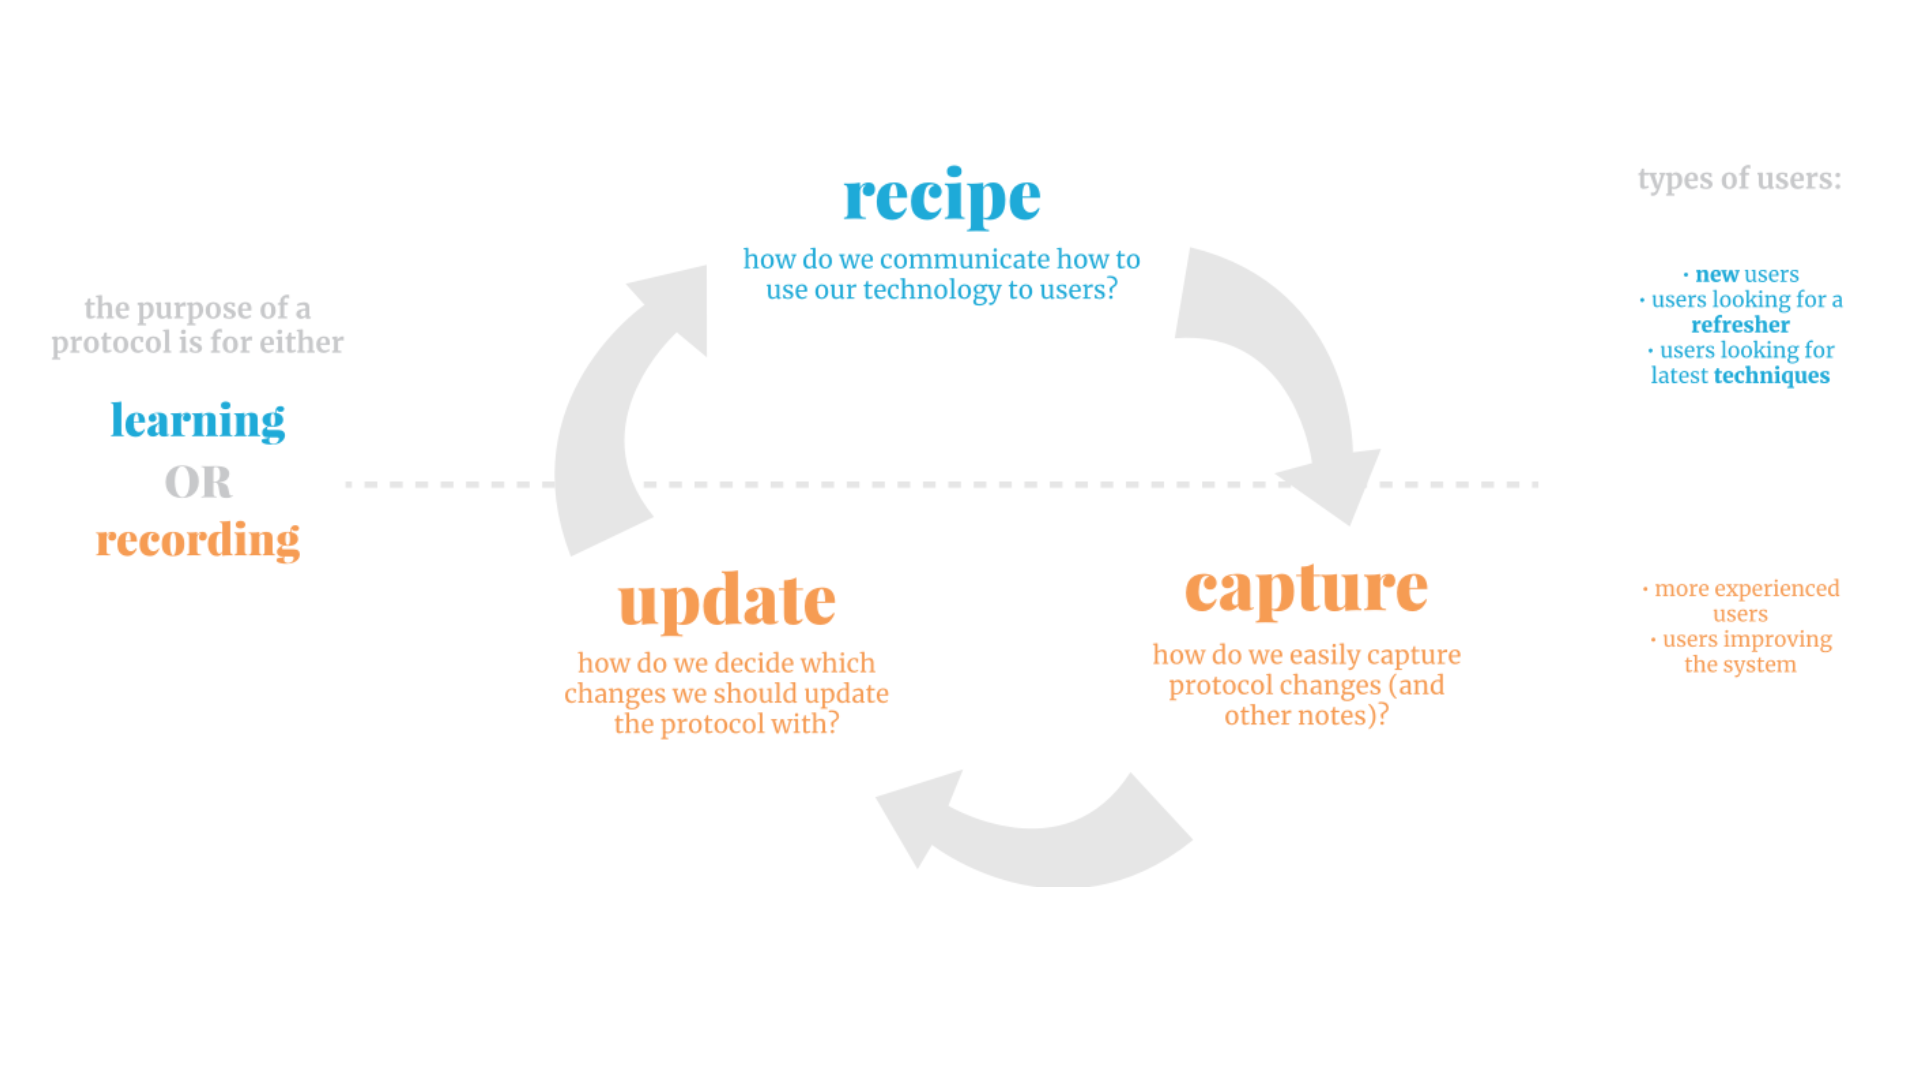 the purpose of a
protocol is for either
learning
OR
recording
recipe
how do we communicate how to
use our technology to users?
update
how do we decide which
changes we should update
the protocol with?
capture
how do we easily capture
protocol changes (and
other notes)?
types of users:
• new users
• users looking for a
refresher
• users looking for
latest techniques
• more experienced
users
• users improving
the system